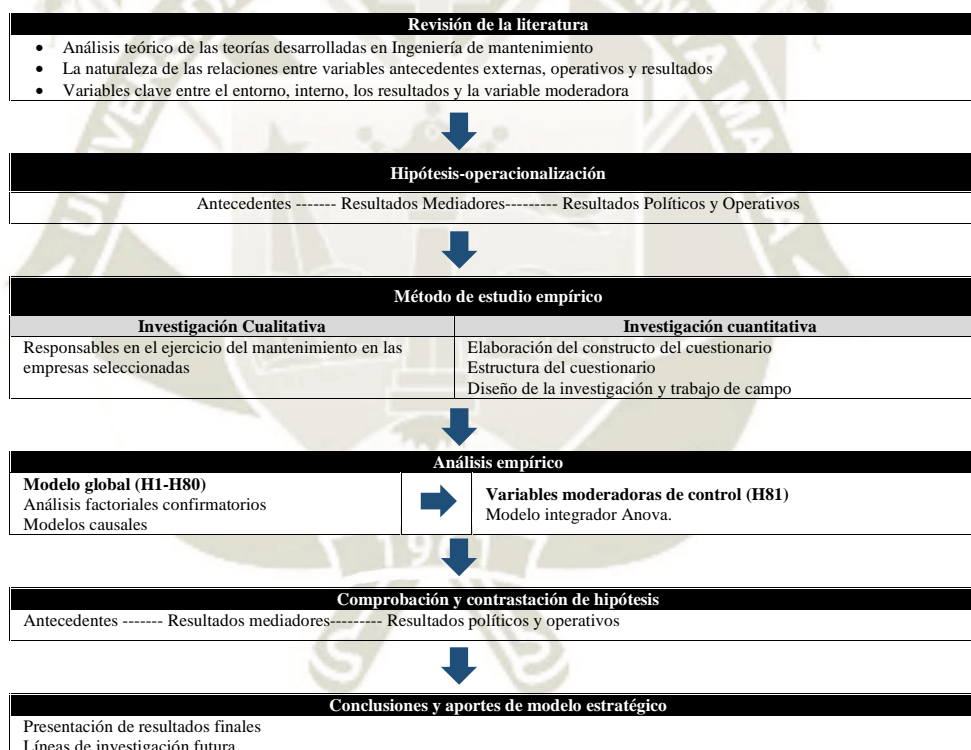 Revisión de la literatura
• Análisis teórico de las teorías desarrolladas en Ingeniería de mantenimiento
• La naturaleza de las relaciones entre variables antecedentes externas, operativos y resultados
• Variables clave entre el entorno, interno, los resultados y la variable moderadora
Hipótesis-operacionalización
Antecedentes ------- Resultados Mediadores--------- Resultados Políticos y Operativos
Método de estudio empírico
Investigación Cualitativa
Responsables en el ejercicio del mantenimiento en las
empresas seleccionadas
Investigación cuantitativa
Elaboración del constructo del cuestionario
Estructura del cuestionario
Diseño de la investigación y trabajo de campo
Análisis empírico
Modelo global (H1-H80)
Análisis factoriales confirmatorios
Modelos causales
Variables moderadoras de control (H81)
Modelo integrador Anova.
Comprobación y contrastación de hipótesis
Antecedentes ------- Resultados mediadores--------- Resultados políticos y operativos
Conclusiones y aportes de modelo estratégico
Presentación de resultados finales
Líneas de investigación futura